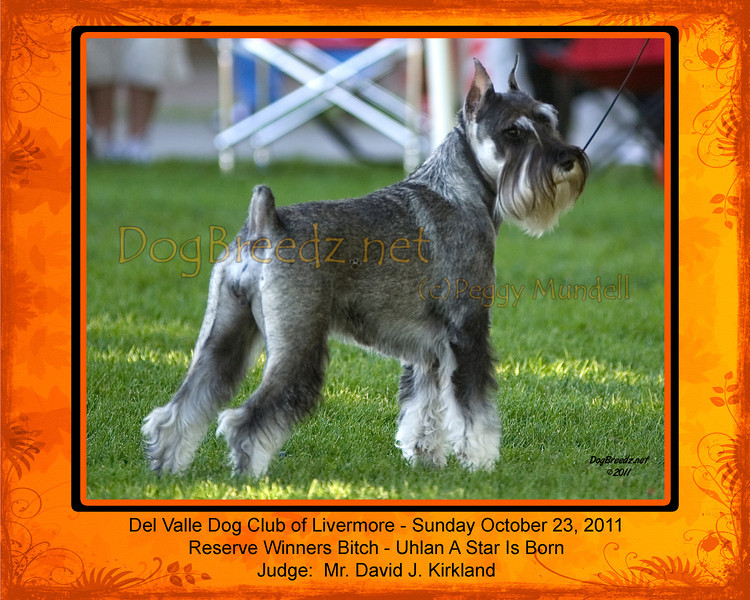 DogBreedz.net
(c)Peggy Mundell
DogBreedz.net
©2011
Del Valle Dog Club of Livermore - Sunday October 23, 2011
Reserve Winners Bitch - Uhlan A Star Is Born
Judge:  Mr. David J. Kirkland